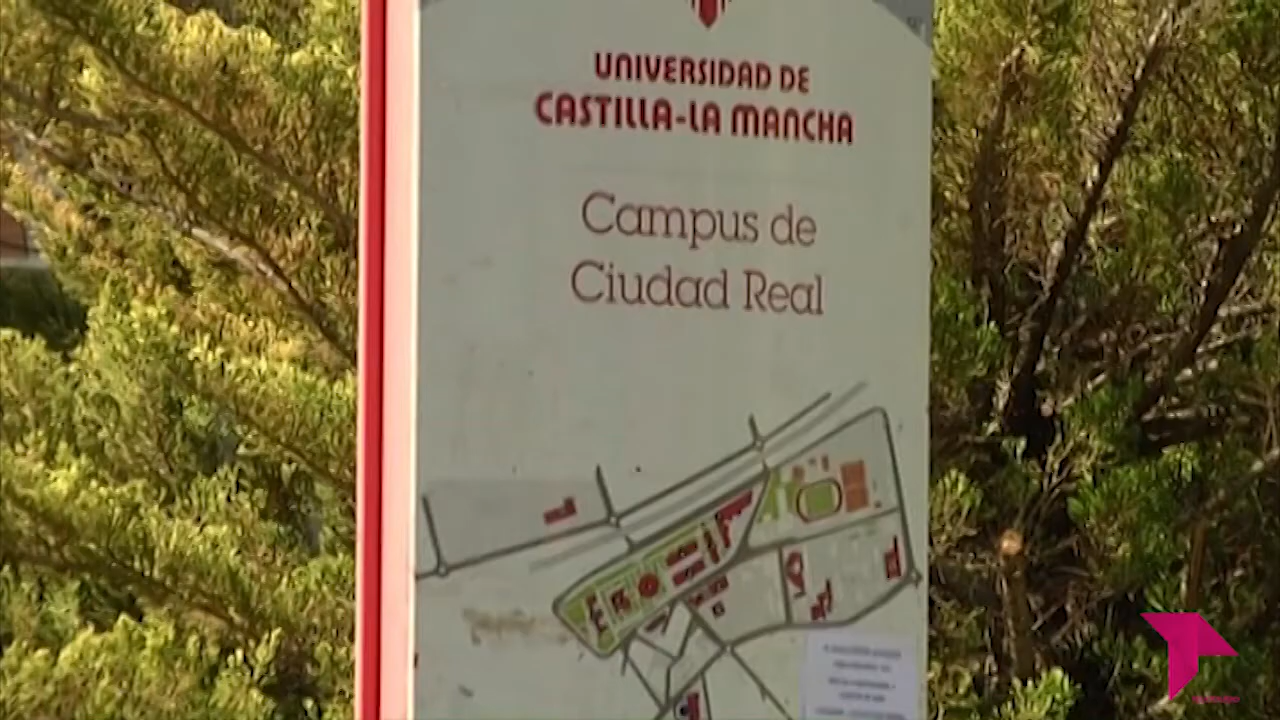 UNIVERSIDAD DE
CASTILLA-LA MANCHA
Campus de
Ciudad Real